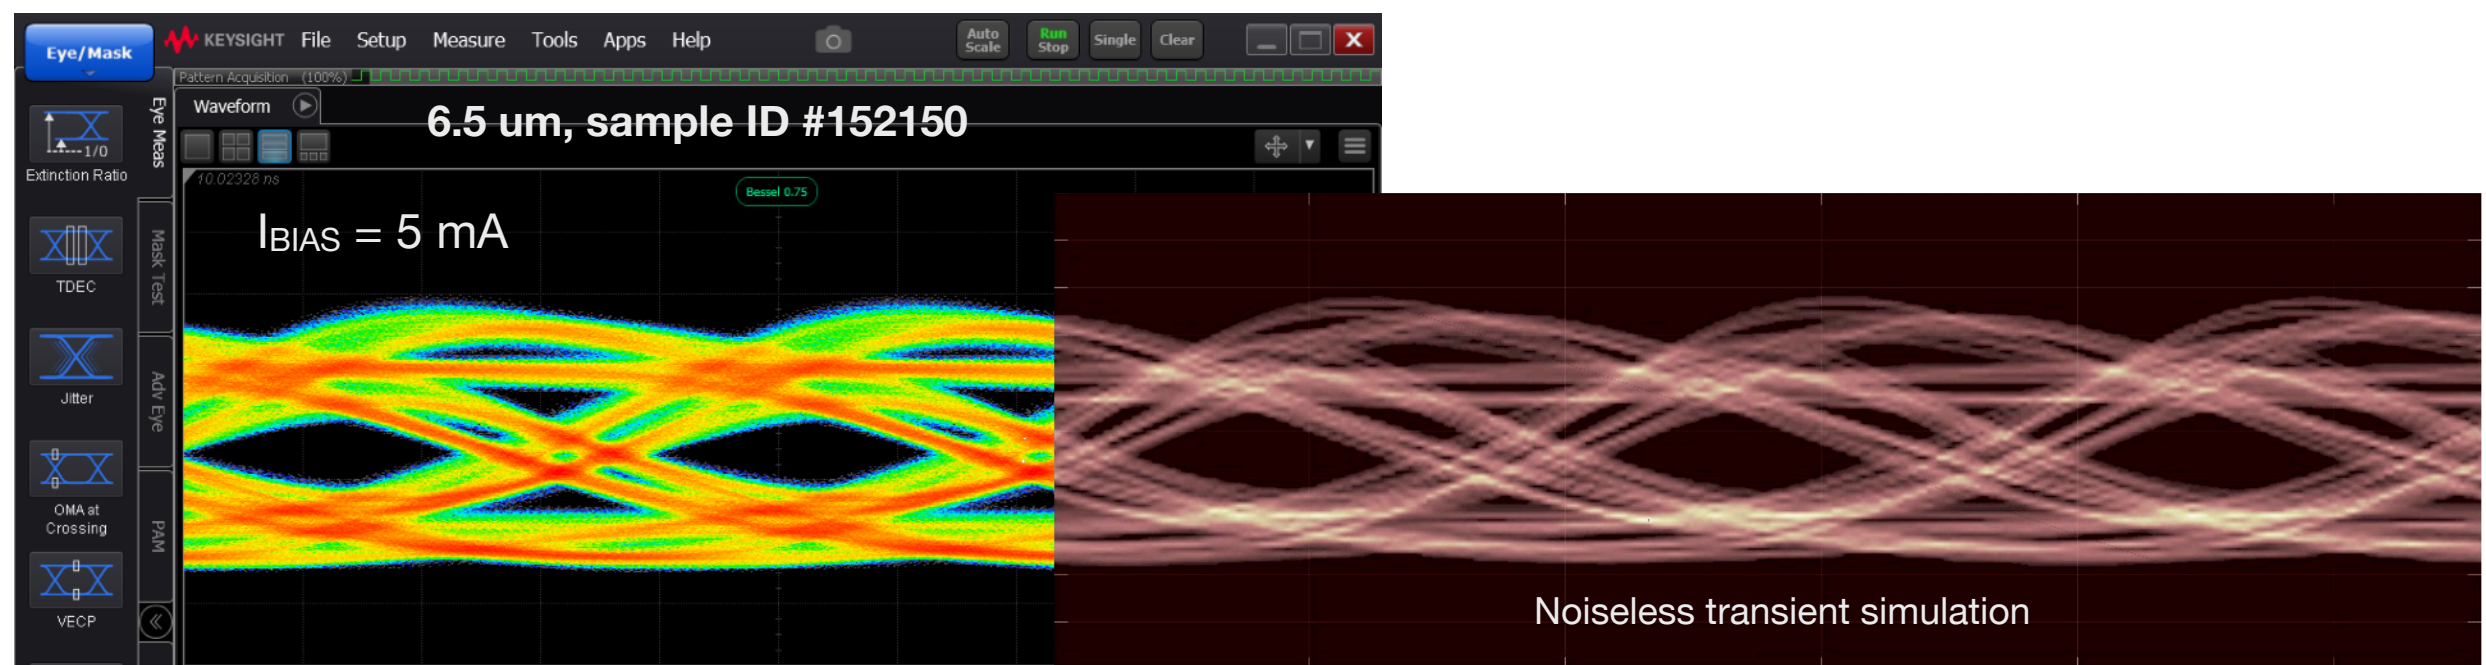 Eye/Mask
KEYSIGHT File Setup Measure Tools Apps Help
Auto Scale
Run Stop
Single
Clear
X
Pattern Acquisition (100%)
Waveform
6.5 um, sample ID #152150
10.02328 ns
Bessel 0.75
IBIAS = 5 mA
1/0
Extinction Ratio
TDEC
Jitter
OMA at
Crossing
VECP
Eye Meas
Mask Test
Adv Eye
PAM
Noiseless transient simulation